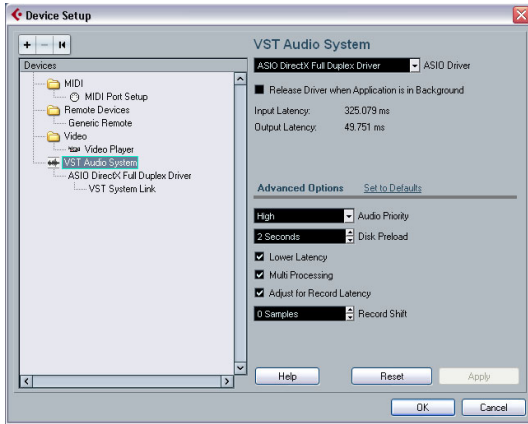 Device Setup
Devices
MIDI
MIDI Port Setup
Remote Devices
Generic Remote
Video
Video Player
VST Audio System
ASIO DirectX Full Duplex Driver
VST System Link
VST Audio System
ASIO DirectX Full Duplex Driver ASIO Driver
Release Driver when Application is in Background
Input Latency: 325.079 ms
Output Latency: 49.751 ms
Advanced Options Set to Defaults
High Audio Priority
2 Seconds Disk Preload
Lower Latency
Multi Processing
Adjust for Record Latency
0 Samples Record Shift
Help Reset Apply
OK Cancel